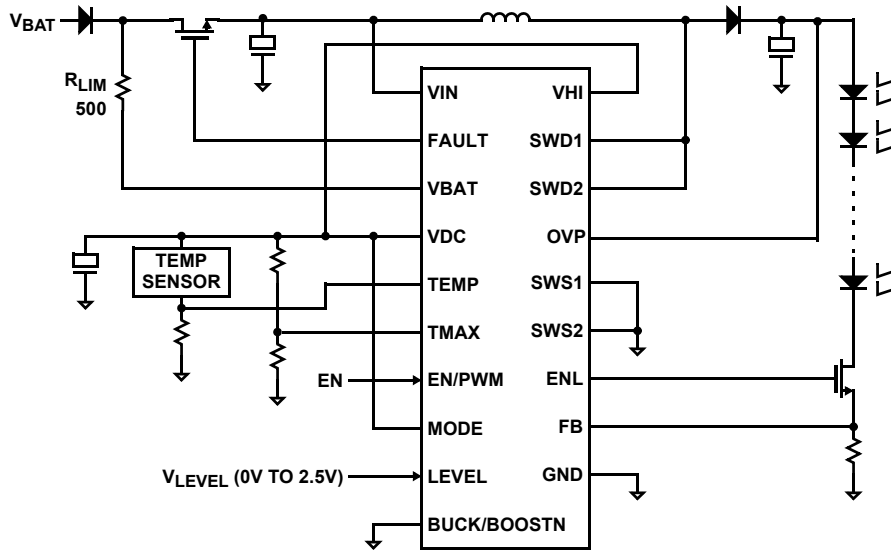 VBAT
RLIM
500
VIN
VHI
FAULT
SWD1
VBAT
SWD2
VDC
OVP
TEMP
SENSOR
TEMP
SWS1
TMAX
SWS2
EN
EN/PWM
ENL
MODE
FB
VLEVEL (0V TO 2.5V)
LEVEL
GND
BUCK/BOOSTN